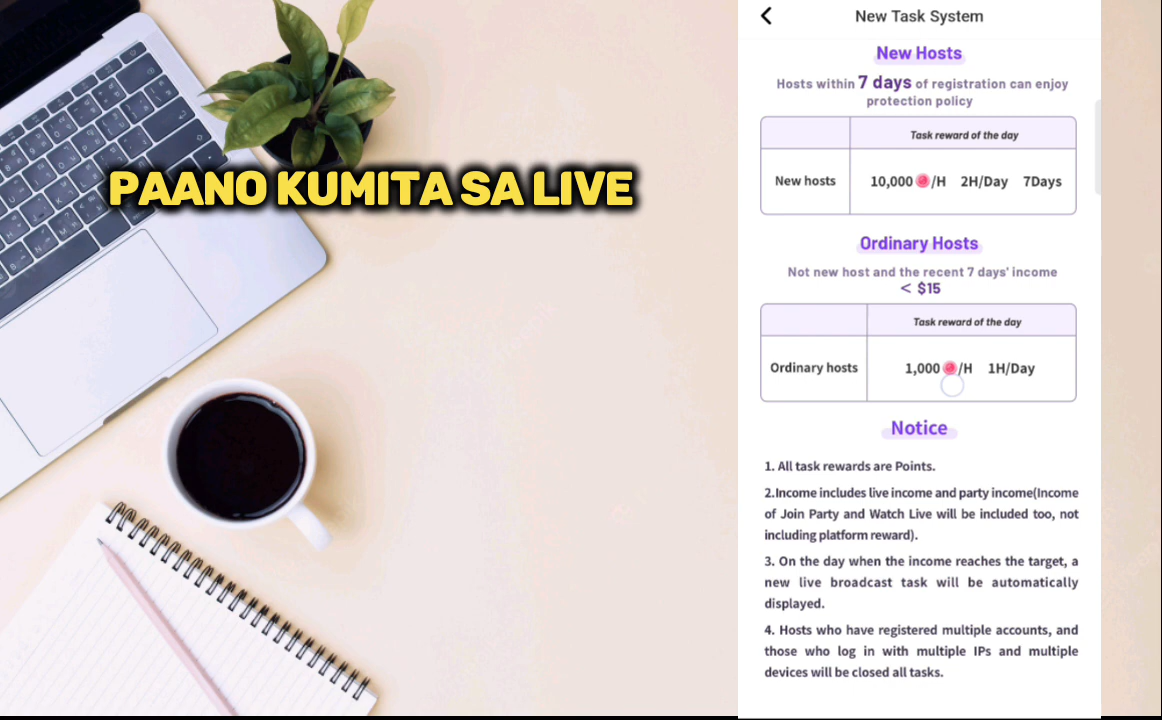 PAANO KUMITA SA LIVE
New Task System
New Hosts
Hosts within 7 days of registration can enjoy
protection policy
Task reward of the day
New hosts 10,000 /H 2H/Day 7Days
Ordinary Hosts
Not new host and the recent 7 days' income
< $15
Task reward of the day
Ordinary hosts 1,000 /H 1H/Day
Notice
1. All task rewards are Points.
2.Income includes live income and party income(Income
of Join Party and Watch Live will be included too, not
including platform reward).
3. On the day when the income reaches the target, a
new live broadcast task will be automatically
displayed.
4. Hosts who have registered multiple accounts, and
those who log in with multiple IPs and multiple
devices will be closed all tasks.